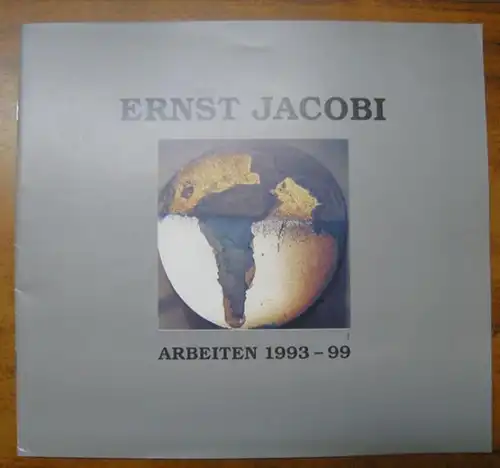 ERNST JACOBI
ARBEITEN 1993 – 99